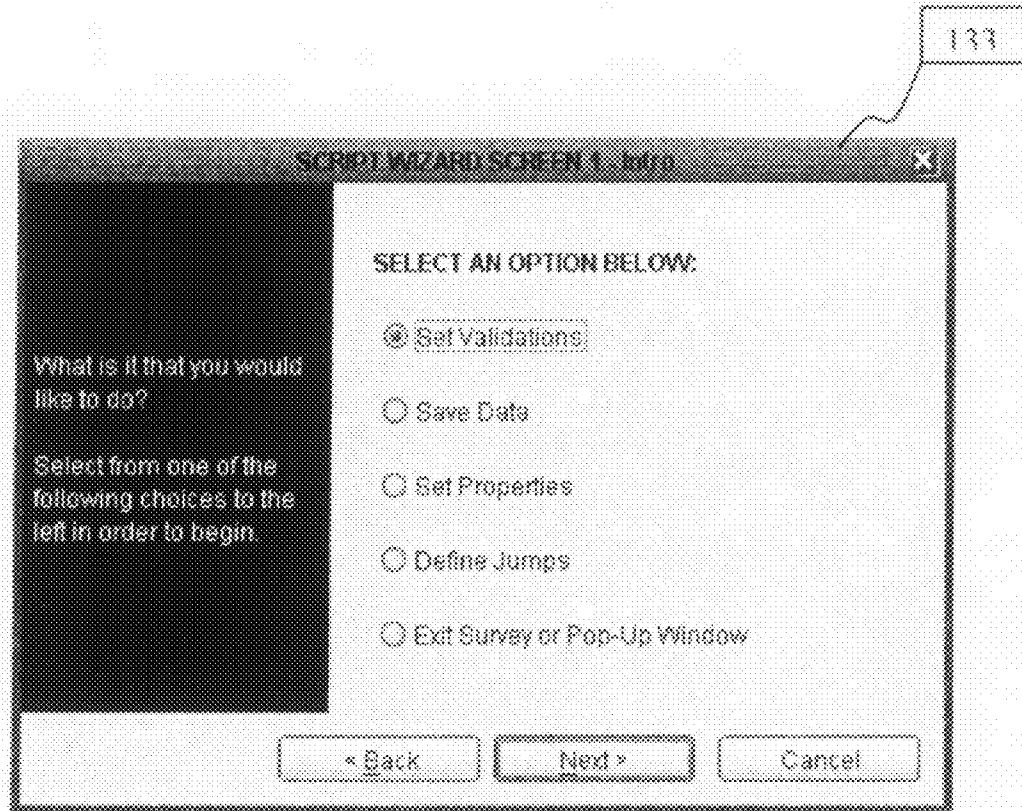 133
SCRIPT WIZARD SCREEN 1 - Intro
SELECT AN OPTION BELOW:
What is it that you would
like to do?
Select from one of the
following choices to the
left in order to begin.
Set Validations
Save Data
Set Properties
Define Jumps
Exit Survey or Pop-Up Window
< Back
Next >
Cancel